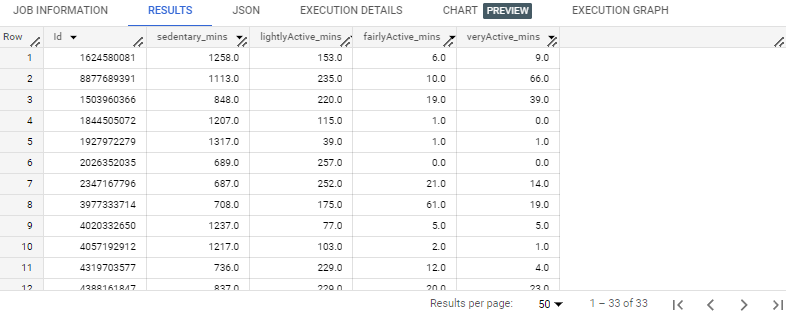 JOB INFORMATION RESULTS JSON EXECUTION DETAILS CHART PREVIEW EXECUTION GRAPH
Row Id sedentary_mins lightlyActive_mins fairlyActive_mins veryActive_mins
1 1624580081 1258.0 153.0 6.0 9.0
2 8877689391 1113.0 235.0 10.0 66.0
3 1503960366 848.0 220.0 19.0 39.0
4 1844505072 1207.0 115.0 1.0 0.0
5 1927972279 1317.0 39.0 1.0 1.0
6 2026352035 689.0 257.0 0.0 0.0
7 2347167796 687.0 252.0 21.0 14.0
8 3977333714 708.0 175.0 61.0 19.0
9 4020332650 1237.0 77.0 5.0 5.0
10 4057192912 1217.0 103.0 2.0 1.0
11 4319703577 736.0 229.0 12.0 4.0
12 4388161847 837.0 229.0 20.0 23.0
Results per page: 50 1 – 33 of 33